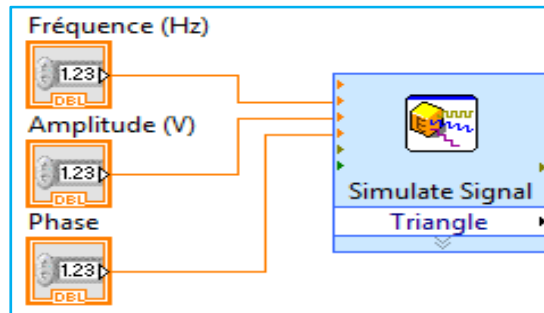 Fréquence (Hz)
1.23
DBL
Amplitude (V)
1.23
DBL
Phase
1.23
DBL
Simulate Signal
Triangle